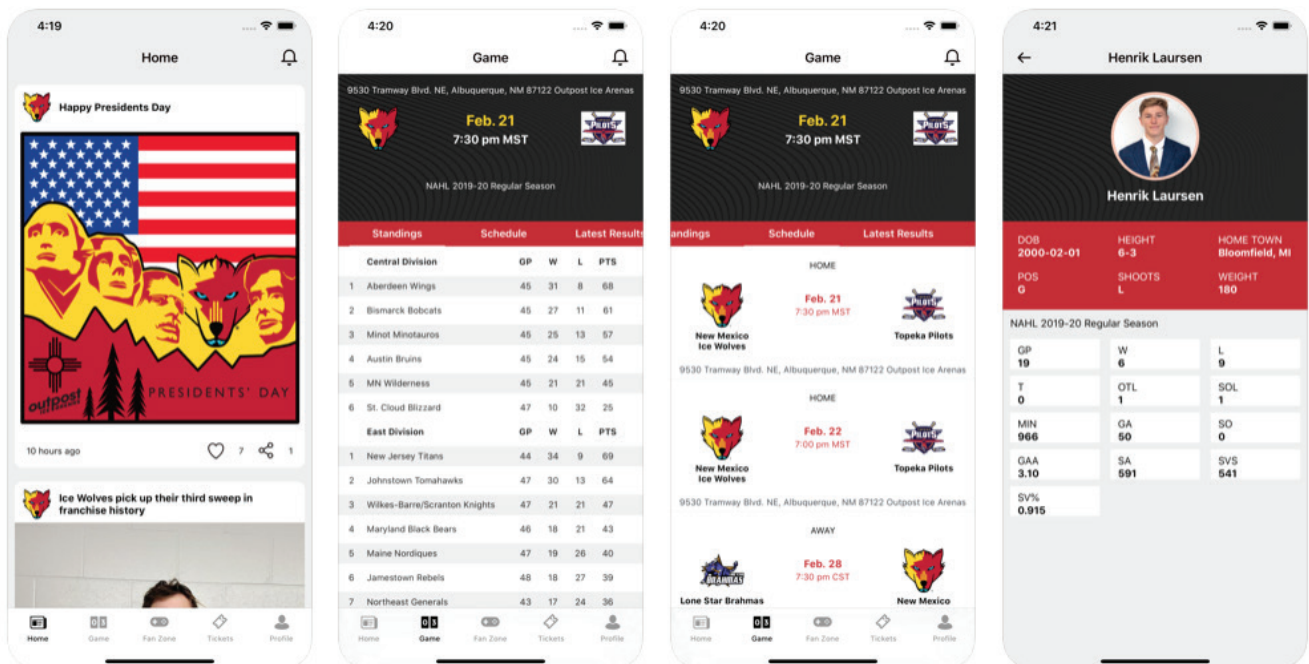 4:19
Home
Happy Presidents Day
outpost
ICE ARENAS
PRESIDENTS' DAY
10 hours ago 7 1
Ice Wolves pick up their third sweep in
franchise history
Home Game Fan Zone Tickets Profile
4:20
Game
9530 Tramway Blvd. NE, Albuquerque, NM 87122 Outpost Ice Arenas
Feb. 21
7:30 pm MST
PILOTS
NAHL 2019-20 Regular Season
Standings Schedule Latest Results
Central Division GP W L PTS
1 Aberdeen Wings 45 31 8 68
2 Bismarck Bobcats 45 27 11 61
3 Minot Minotauros 45 25 13 57
4 Austin Bruins 45 24 15 54
5 MN Wilderness 45 21 21 45
6 St. Cloud Blizzard 47 10 32 25
East Division GP W L PTS
1 New Jersey Titans 44 34 9 69
2 Johnstown Tomahawks 47 30 13 64
3 Wilkes-Barre/Scranton Knights 47 21 21 47
4 Maryland Black Bears 46 18 21 43
5 Maine Nordiques 47 19 26 40
6 Jamestown Rebels 48 18 27 39
7 Northeast Generals 43 17 24 36
Home Game Fan Zone Tickets Profile
03
4:20
Game
9530 Tramway Blvd. NE, Albuquerque, NM 87122 Outpost Ice Arenas
Feb. 21
7:30 pm MST
PILOTS
NAHL 2019-20 Regular Season
andings Schedule Latest Results
HOME
Feb. 21
7:30 pm MST
PILOTS
New Mexico
Ice Wolves
Topeka Pilots
9530 Tramway Blvd. NE, Albuquerque, NM 87122 Outpost Ice Arenas
HOME
Feb. 22
7:00 pm MST
PILOTS
New Mexico
Ice Wolves
Topeka Pilots
9530 Tramway Blvd. NE, Albuquerque, NM 87122 Outpost Ice Arenas
AWAY
Feb. 28
7:30 pm CST
BRAHMAS
Lone Star Brahmas New Mexico
03
Home Game Fan Zone Tickets Profile
4:21
Henrik Laursen
Henrik Laursen
DOB HEIGHT HOME TOWN
2000-02-01 6-3 Bloomfield, MI
POS SHOOTS WEIGHT
G L 180
NAHL 2019-20 Regular Season
GP W L
19 6 9
T OTL SOL
0 1 1
MIN GA SO
966 50 0
GAA SA SVS
3.10 591 541
SV%
0.915